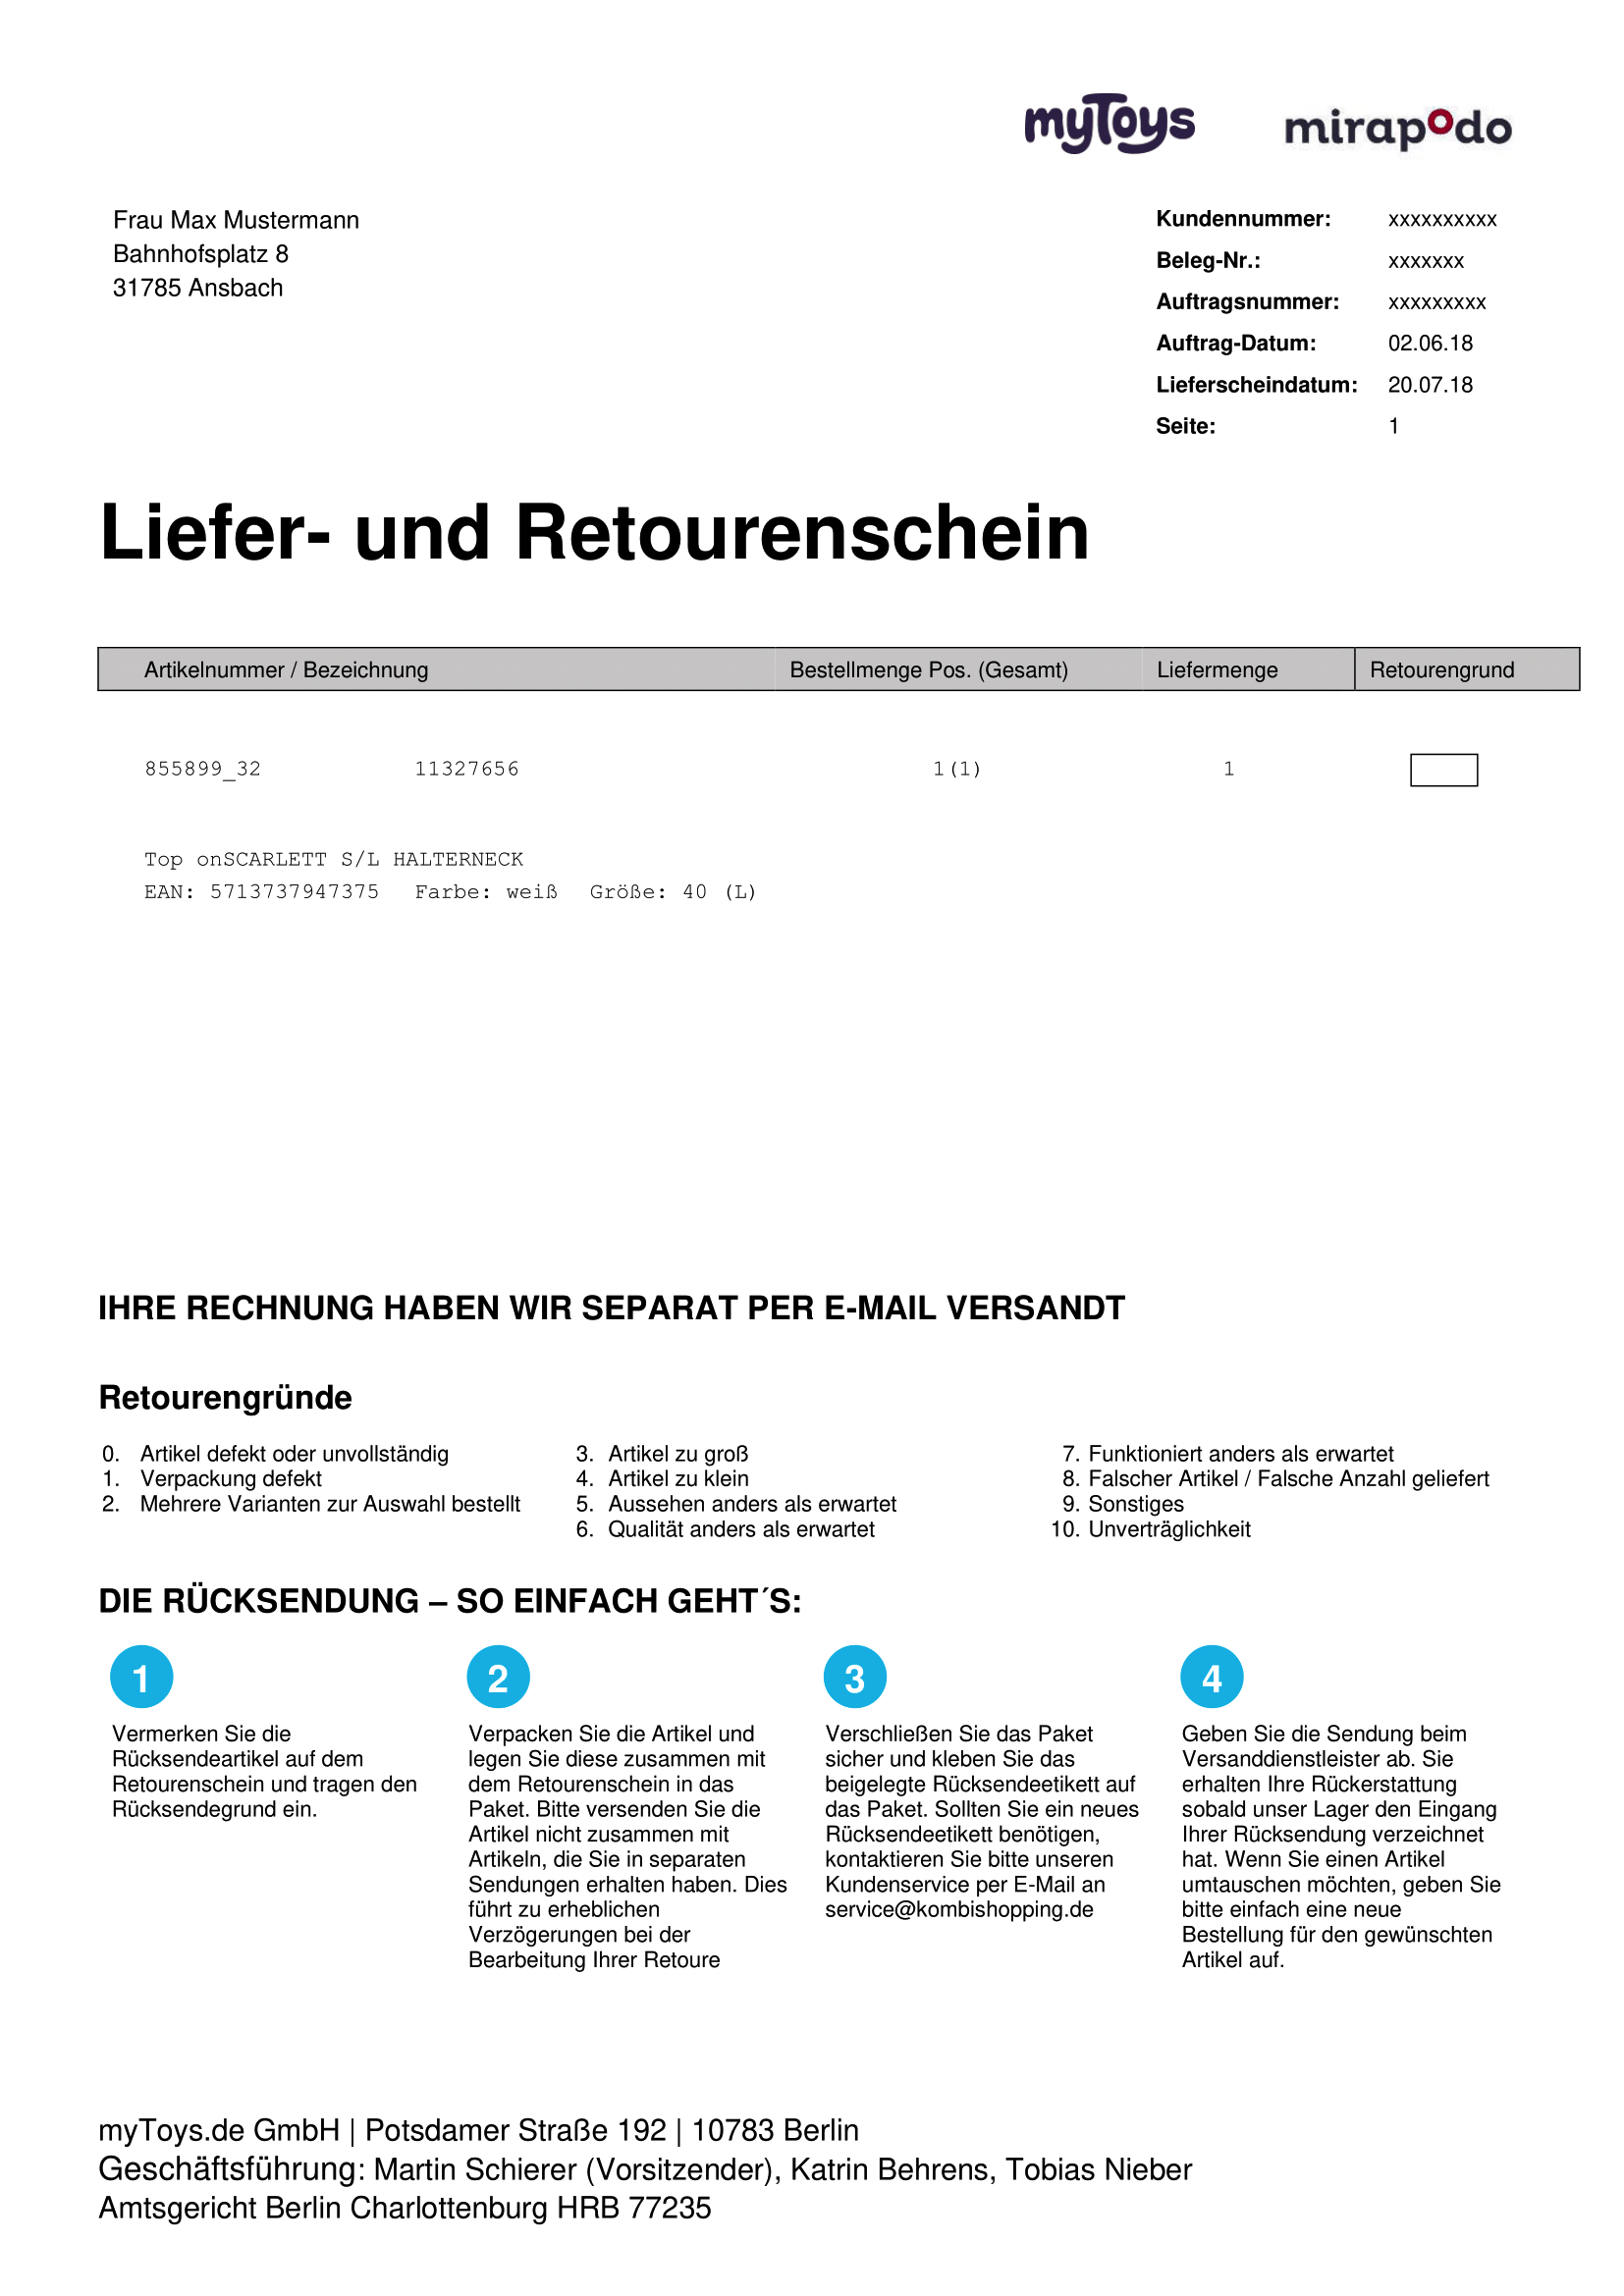 myToys mirapodo
Frau Max Mustermann
Bahnhofsplatz 8
31785 Ansbach
Kundennummer: xxxxxxxxxx
Beleg-Nr.: xxxxxxx
Auftragsnummer: xxxxxxxxx
Auftrag-Datum: 02.06.18
Lieferscheindatum: 20.07.18
Seite: 1
Liefer- und Retourenschein
Artikelnummer / Bezeichnung Bestellmenge Pos. (Gesamt) Liefermenge Retourengrund
855899_32 11327656 1(1) 1
Top onSCARLETT S/L HALTERNECK
EAN: 5713737947375 Farbe: weiß Größe: 40 (L)
IHRE RECHNUNG HABEN WIR SEPARAT PER E-MAIL VERSANDT
Retourengründe
0. Artikel defekt oder unvollständig
1. Verpackung defekt
2. Mehrere Varianten zur Auswahl bestellt
3. Artikel zu groß
4. Artikel zu klein
5. Aussehen anders als erwartet
6. Qualität anders als erwartet
7. Funktioniert anders als erwartet
8. Falscher Artikel / Falsche Anzahl geliefert
9. Sonstiges
10. Unverträglichkeit
DIE RÜCKSENDUNG – SO EINFACH GEHT´S:
1
Vermerken Sie die
Rücksendeartikel auf dem
Retourenschein und tragen den
Rücksendegrund ein.
2
Verpacken Sie die Artikel und
legen Sie diese zusammen mit
dem Retourenschein in das
Paket. Bitte versenden Sie die
Artikel nicht zusammen mit
Artikeln, die Sie in separaten
Sendungen erhalten haben. Dies
führt zu erheblichen
Verzögerungen bei der
Bearbeitung Ihrer Retoure
3
Verschließen Sie das Paket
sicher und kleben Sie das
beigelegte Rücksendeetikett auf
das Paket. Sollten Sie ein neues
Rücksendeetikett benötigen,
kontaktieren Sie bitte unseren
Kundenservice per E-Mail an
service@kombishopping.de
4
Geben Sie die Sendung beim
Versanddienstleister ab. Sie
erhalten Ihre Rückerstattung
sobald unser Lager den Eingang
Ihrer Rücksendung verzeichnet
hat. Wenn Sie einen Artikel
umtauschen möchten, geben Sie
bitte einfach eine neue
Bestellung für den gewünschten
Artikel auf.
myToys.de GmbH | Potsdamer Straße 192 | 10783 Berlin
Geschäftsführung: Martin Schierer (Vorsitzender), Katrin Behrens, Tobias Nieber
Amtsgericht Berlin Charlottenburg HRB 77235